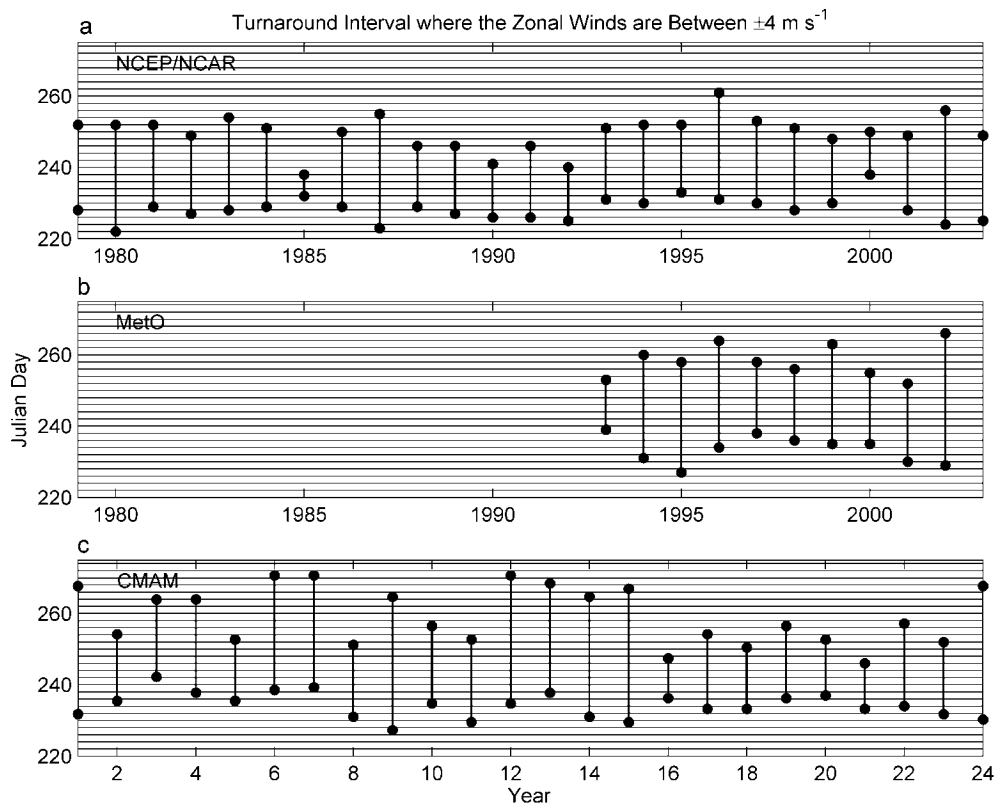 Turnaround Interval where the Zonal Winds are Between ±4 m s⁻¹
a
NCEP/NCAR
260
240
220
1980 1985 1990 1995 2000
b
MetO
260
240
220
1980 1985 1990 1995 2000
Julian Day
c
CMAM
260
240
220
2 4 6 8 10 12 14 16 18 20 22 24
Year